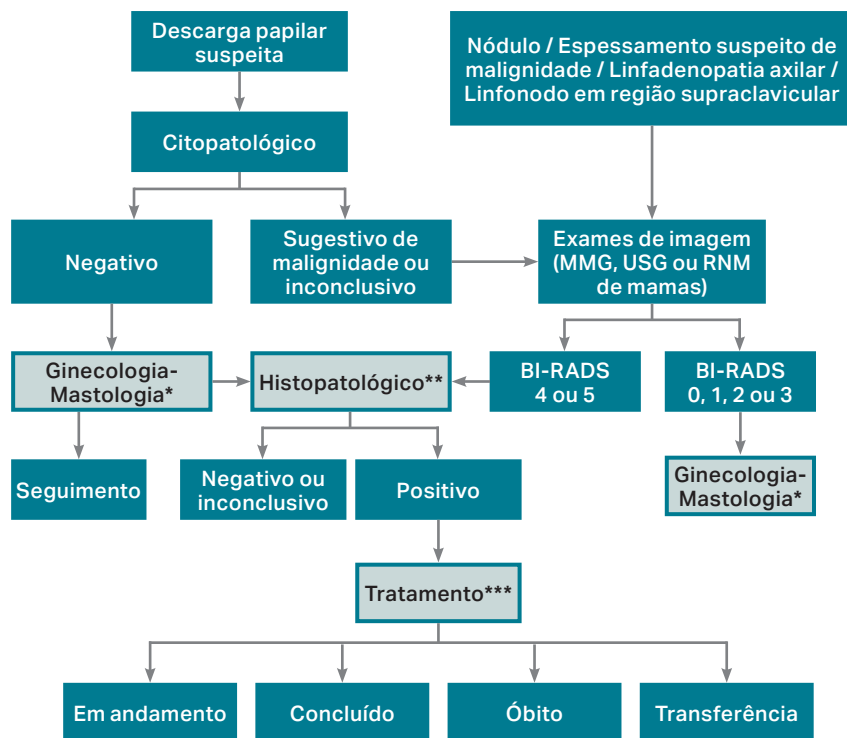 Descarga papilar
suspeita
Nódulo / Espessamento suspeito de
malignidade / Linfadenopatia axilar /
Linfonodo em região supraclavicular
Citopatológico
Negativo
Sugestivo de
malignidade ou
inconclusivo
Exames de imagem
(MMG, USG ou RNM
de mamas)
Ginecologia-
Mastologia*
Histopatológico**
BI-RADS
4 ou 5
BI-RADS
0, 1, 2 ou 3
Seguimento
Negativo ou
inconclusivo
Positivo
Ginecologia-
Mastologia*
Tratamento***
Em andamento
Concluído
Óbito
Transferência